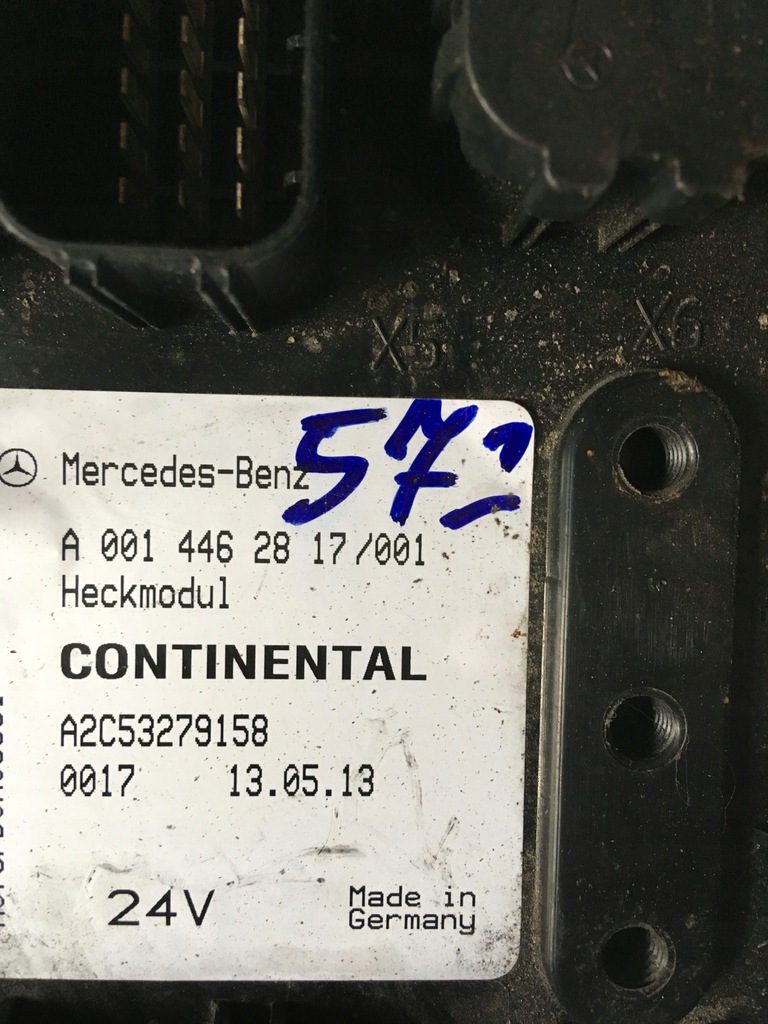 X5
X6
57
Mercedes-Benz
A 001 446 28 17/001
Heckmodul
CONTINENTAL
A2C53279158
0017 13.05.13
24V
Made in
Germany